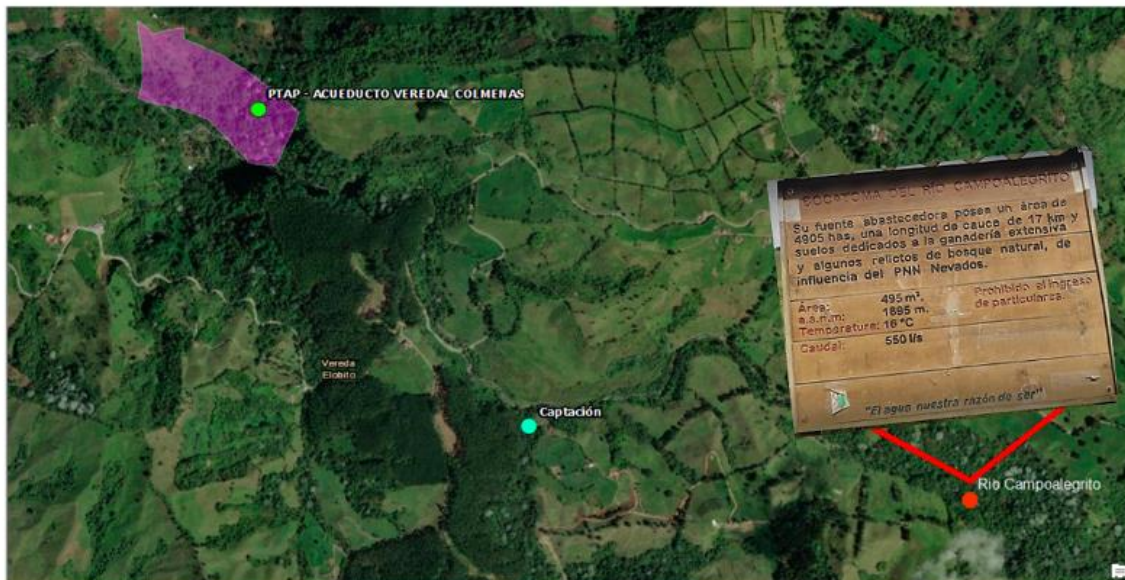 PTAP - ACUEDUCTO VEREDAL COLMENAS
BOCATOMA DEL RÍO CAMPOALEGRITO
Su fuente abastecedora posee un área de
4905 has, una longitud de cauce de 17 km y
suelos dedicados a la ganadería extensiva
y algunos relictos de bosque natural, de
influencia del PNN Nevados.
Área: 495 m². Prohibido el ingreso
a.s.n.m: 1895 m. de particulares.
Temperatura: 16 °C
Caudal: 550 l/s
"El agua nuestra razón de ser"
Vereda
Elobito
Captación
Río Campoalegrito